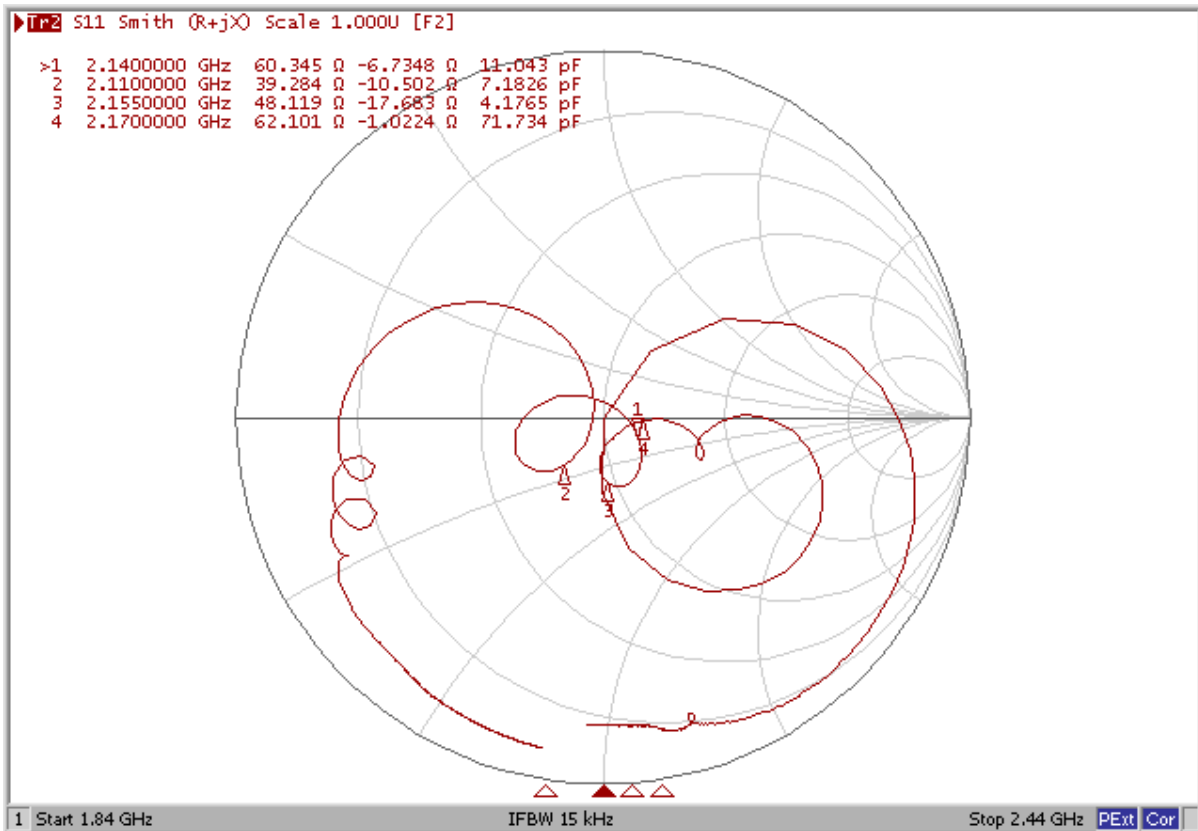 Tr2 S11 Smith (R+jX) Scale 1.000U [F2]
>1 2.1400000 GHz 60.345 Ω -6.7348 Ω 11.043 pF
2 2.1100000 GHz 39.284 Ω -10.502 Ω 7.1826 pF
3 2.1550000 GHz 48.119 Ω -17.683 Ω 4.1765 pF
4 2.1700000 GHz 62.101 Ω -1.0224 Ω 71.734 pF
1
4
2
3
1 Start 1.84 GHz IFBW 15 kHz Stop 2.44 GHz PExt Cor